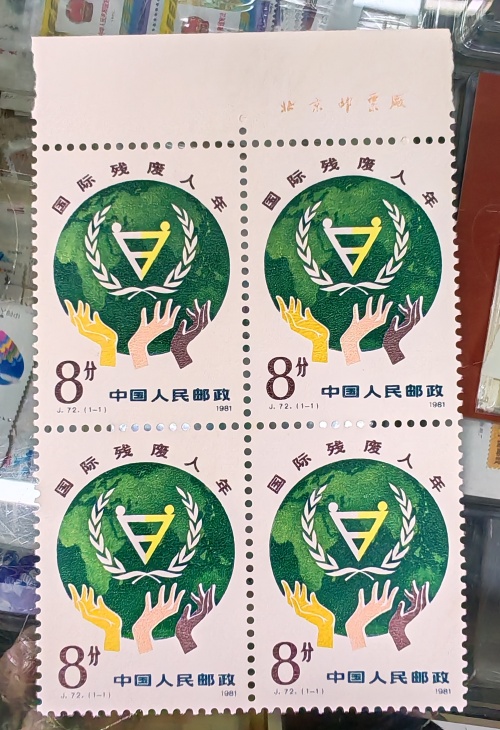 北京邮票厂
国际残废人年
8分
中国人民邮政
J.72.(1-1)
1981
国际残废人年
8分
中国人民邮政
J.72.(1-1)
1981
国际残废人年
8分
中国人民邮政
J.72.(1-1)
1981
国际残废人年
8分
中国人民邮政
J.72.(1-1)
1981